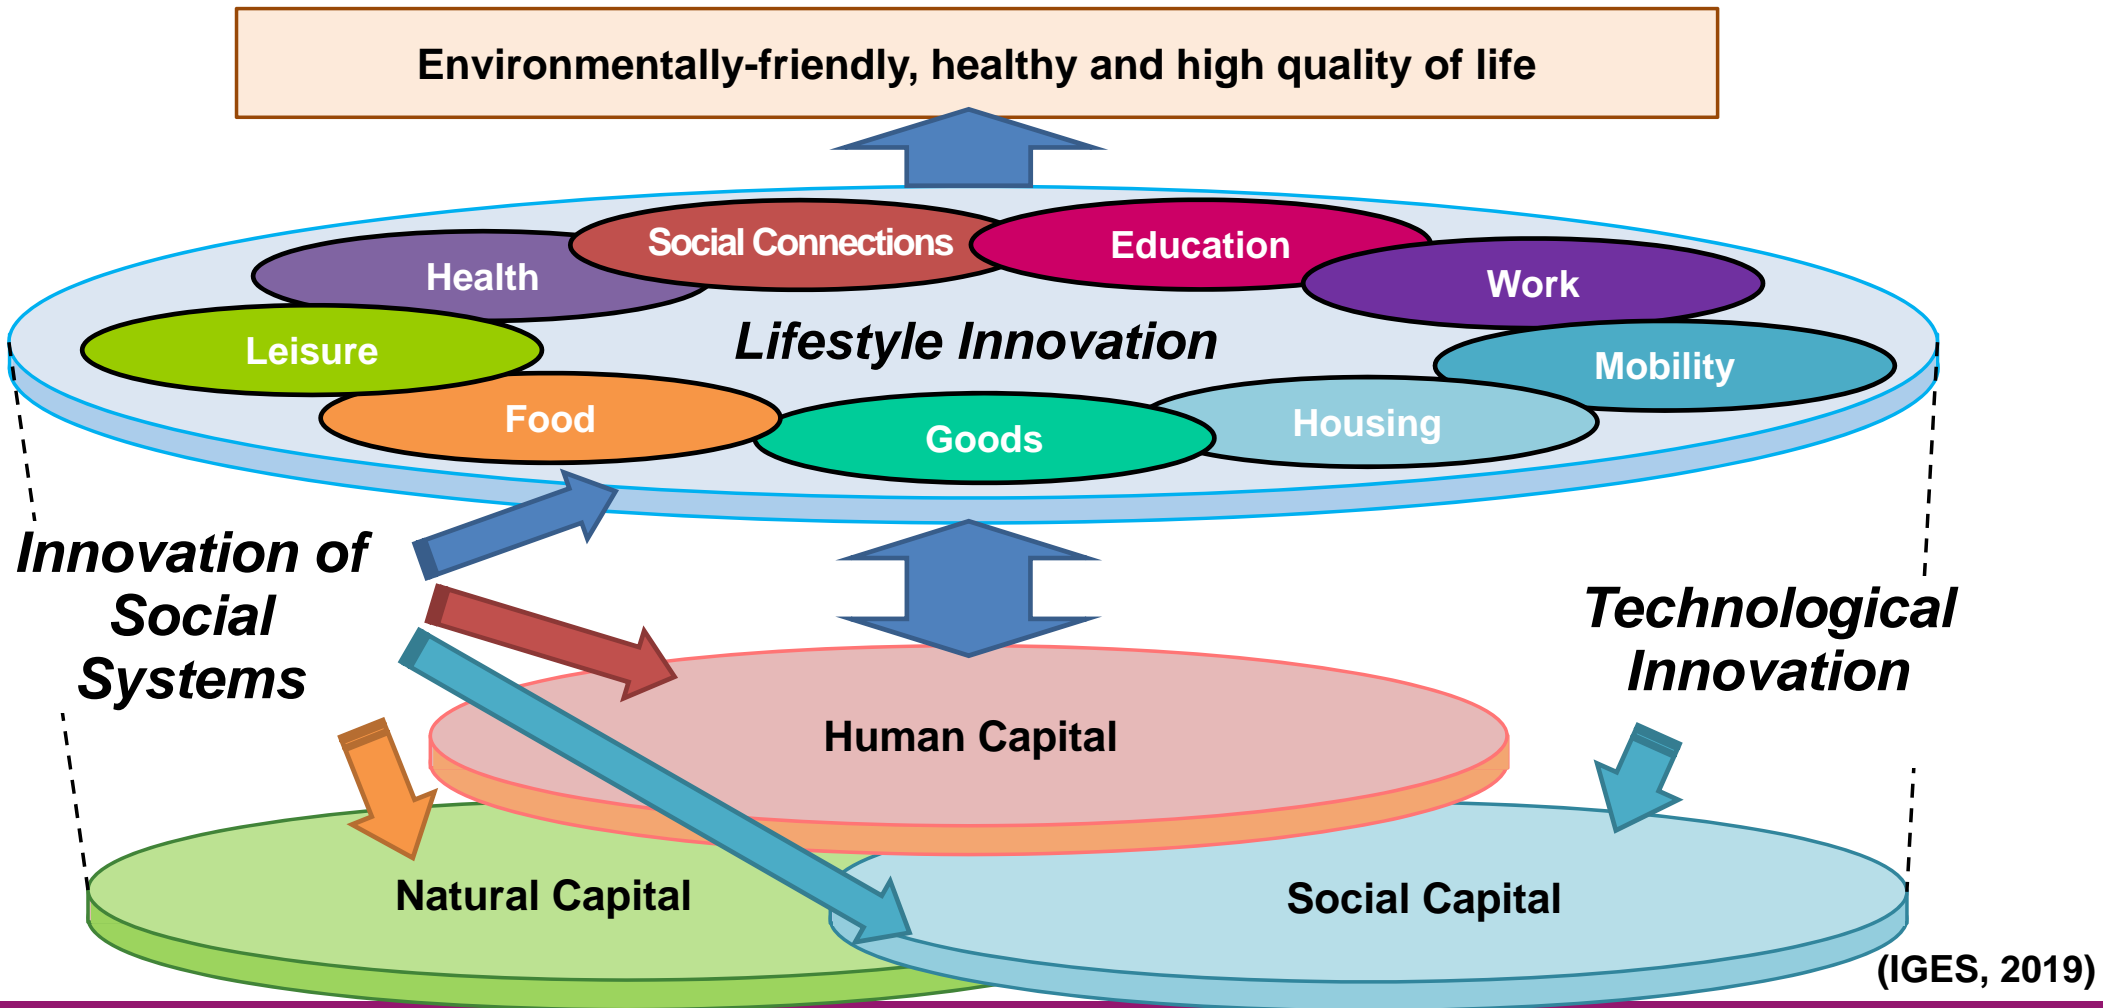 Environmentally-friendly, healthy and high quality of life
Social Connections
Education
Health
Work
Lifestyle Innovation
Leisure
Mobility
Food
Goods
Housing
Innovation of
Social
Systems
Technological
Innovation
Human Capital
Natural Capital
Social Capital
(IGES, 2019)